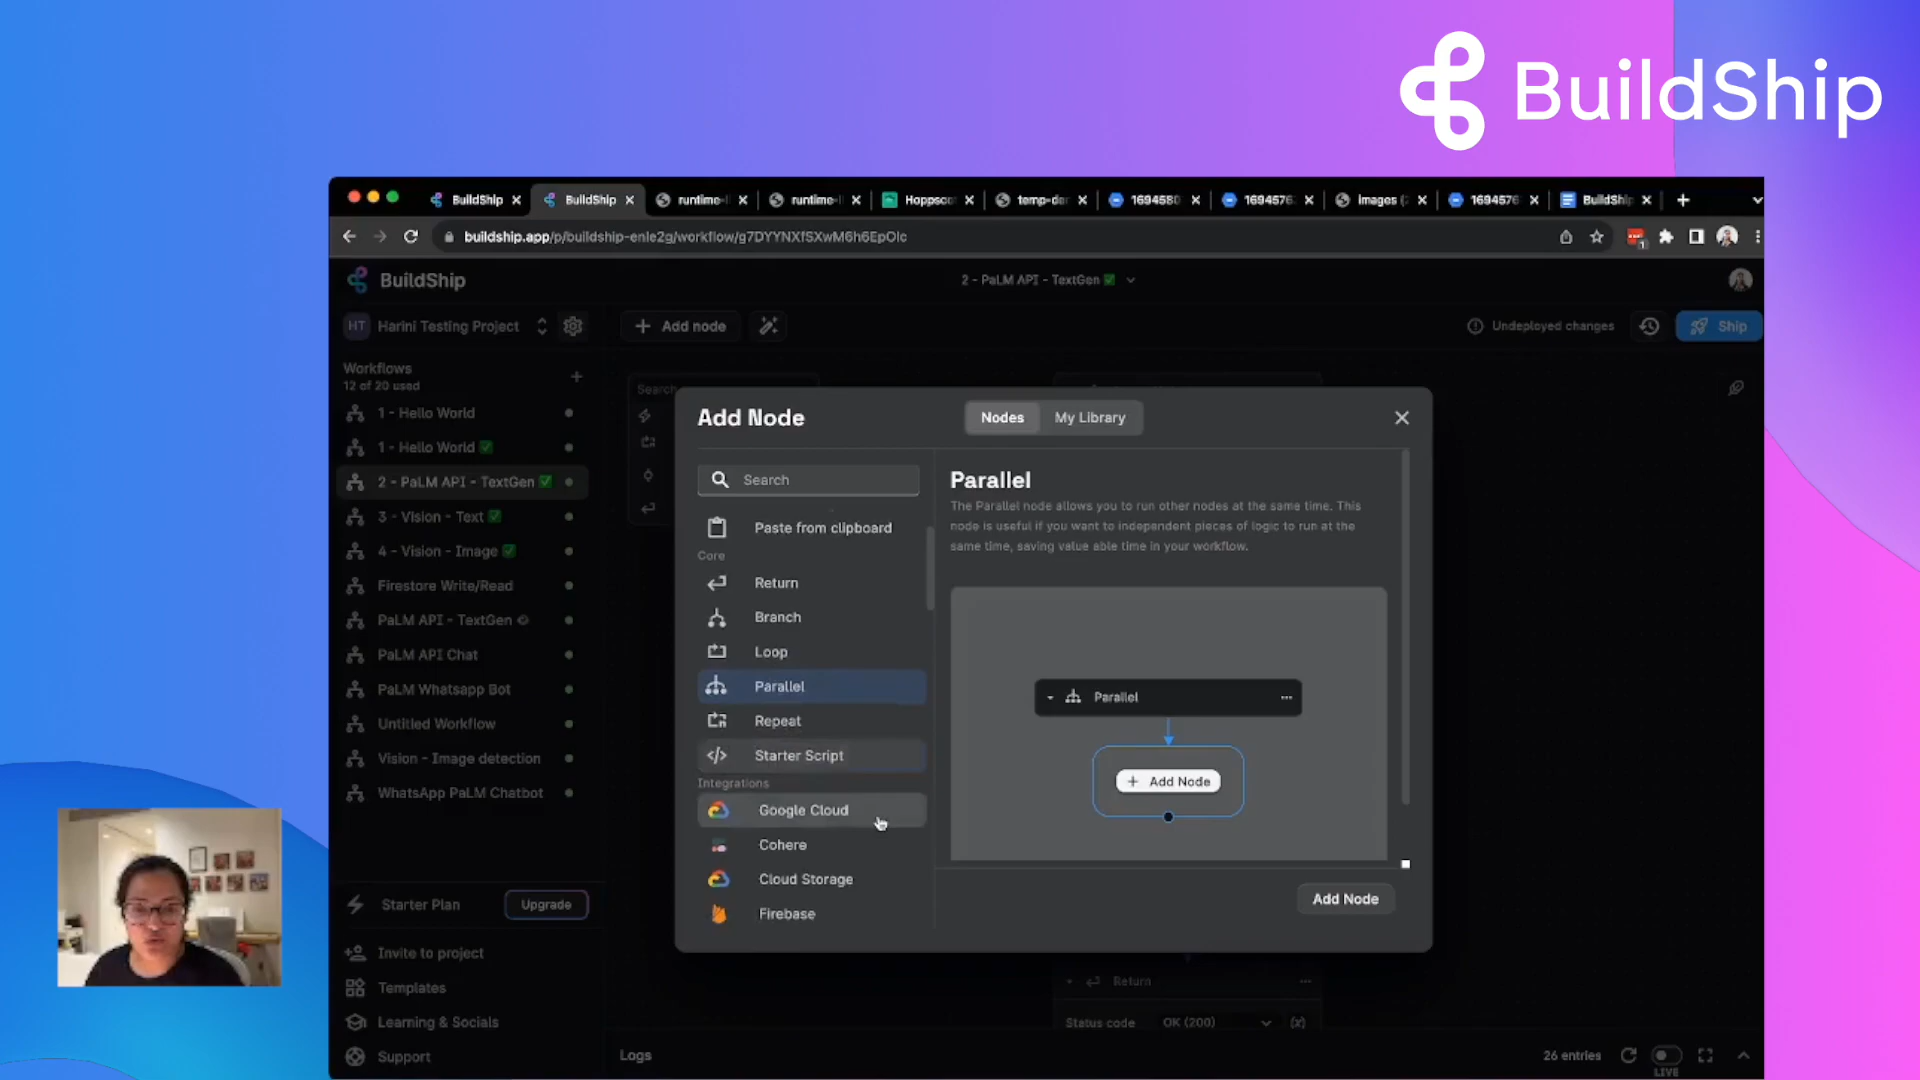 BuildShip
BuildShip
BuildShip
runtime-
runtime-
Hoppsco
temp-der
1694580
1694576
Images (
1694576
BuildShip
buildship.app/p/buildship-enle2g/workflow/g7DYYNXfSXwM6h6EpOlc
1
BuildShip
2 - PaLM API - TextGen ✅
HT Harini Testing Project
Add node
Undeployed changes
Ship
Workflows
12 of 20 used
1 - Hello World
1 - Hello World ✅
2 - PaLM API - TextGen ✅
3 - Vision - Text ✅
4 - Vision - Image ✅
Firestore Write/Read
PaLM API - TextGen
PaLM API Chat
PaLM Whatsapp Bot
Untitled Workflow
Vision - Image detection
WhatsApp PaLM Chatbot
Starter Plan
Upgrade
Invite to project
Templates
Learning & Socials
Support
Search
Add Node
Nodes
My Library
Search
Paste from clipboard
Core
Return
Branch
Loop
Parallel
Repeat
Starter Script
Integrations
Google Cloud
Cohere
Cloud Storage
Firebase
Parallel
The Parallel node allows you to run other nodes at the same time. This
node is useful if you want to independent pieces of logic to run at the
same time, saving value able time in your workflow.
Parallel
Add Node
Add Node
Return
Status code OK (200)
Logs
26 entries
LIVE